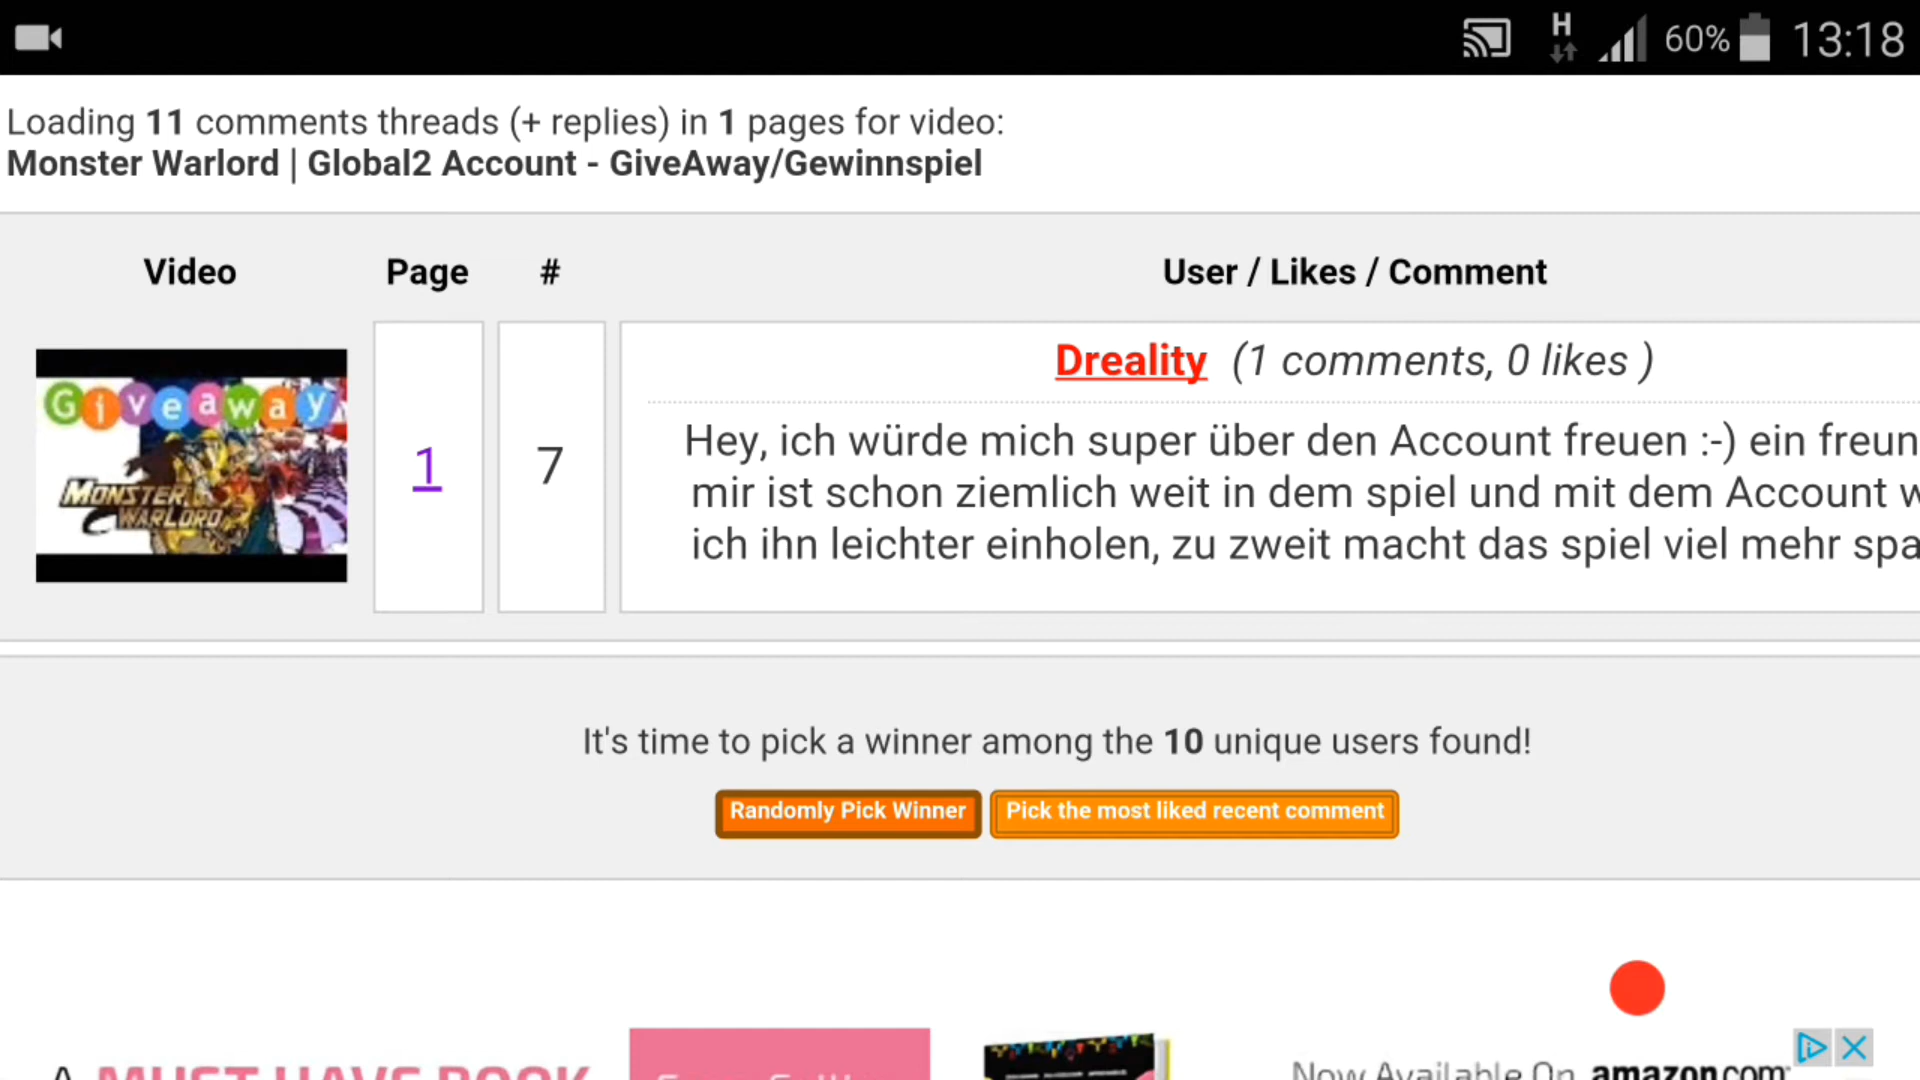 H
60%
13:18
Loading 11 comments threads (+ replies) in 1 pages for video:
Monster Warlord | Global2 Account - GiveAway/Gewinnspiel
Video Page # User / Likes / Comment
Giveaway
MONSTER
WARLORD
1
7
Dreality (1 comments, 0 likes )
Hey, ich würde mich super über den Account freuen :-) ein freun
mir ist schon ziemlich weit in dem spiel und mit dem Account w
ich ihn leichter einholen, zu zweit macht das spiel viel mehr spa
It's time to pick a winner among the 10 unique users found!
Randomly Pick Winner
Pick the most liked recent comment
A MUST HAVE BOOK
Now Available On amazon.com